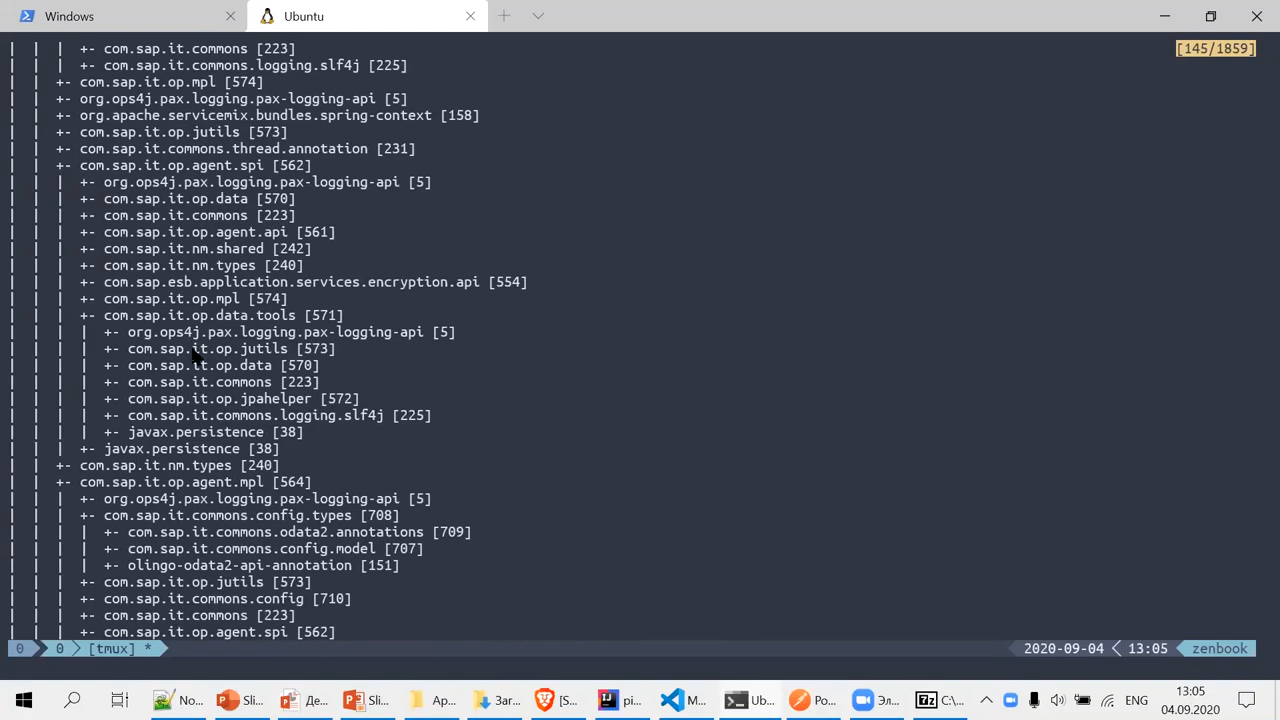 Windows
Ubuntu
| | | +- com.sap.it.commons [223]
[145/1859]
| | | +- com.sap.it.commons.logging.slf4j [225]
| | +- com.sap.it.op.mpl [574]
| | +- org.ops4j.pax.logging.pax-logging-api [5]
| | +- org.apache.servicemix.bundles.spring-context [158]
| | +- com.sap.it.op.jutils [573]
| | +- com.sap.it.commons.thread.annotation [231]
| | +- com.sap.it.op.agent.spi [562]
| | | +- org.ops4j.pax.logging.pax-logging-api [5]
| | | +- com.sap.it.op.data [570]
| | | +- com.sap.it.commons [223]
| | | +- com.sap.it.op.agent.api [561]
| | | +- com.sap.it.nm.shared [242]
| | | +- com.sap.it.nm.types [240]
| | | +- com.sap.esb.application.services.encryption.api [554]
| | | +- com.sap.it.op.mpl [574]
| | | +- com.sap.it.op.data.tools [571]
| | | | +- org.ops4j.pax.logging.pax-logging-api [5]
| | | | +- com.sap.it.op.jutils [573]
| | | | +- com.sap.it.op.data [570]
| | | | +- com.sap.it.commons [223]
| | | | +- com.sap.it.op.jpahelper [572]
| | | | +- com.sap.it.commons.logging.slf4j [225]
| | | | +- javax.persistence [38]
| | | +- javax.persistence [38]
| | +- com.sap.it.nm.types [240]
| | +- com.sap.it.op.agent.mpl [564]
| | | +- org.ops4j.pax.logging.pax-logging-api [5]
| | | +- com.sap.it.commons.config.types [708]
| | | | +- com.sap.it.commons.odata2.annotations [709]
| | | | +- com.sap.it.commons.config.model [707]
| | | | +- olingo-odata2-api-annotation [151]
| | | +- com.sap.it.op.jutils [573]
| | | +- com.sap.it.commons.config [710]
| | | +- com.sap.it.commons [223]
| | | +- com.sap.it.op.agent.spi [562]
0 0 [tmux] * 2020-09-04 13:05 zenbook
No... Sli... Де... Sli... Ap... Заг... [S... pi... M... Ub... Po... Эл... C:\... ENG 13:05
04.09.2020